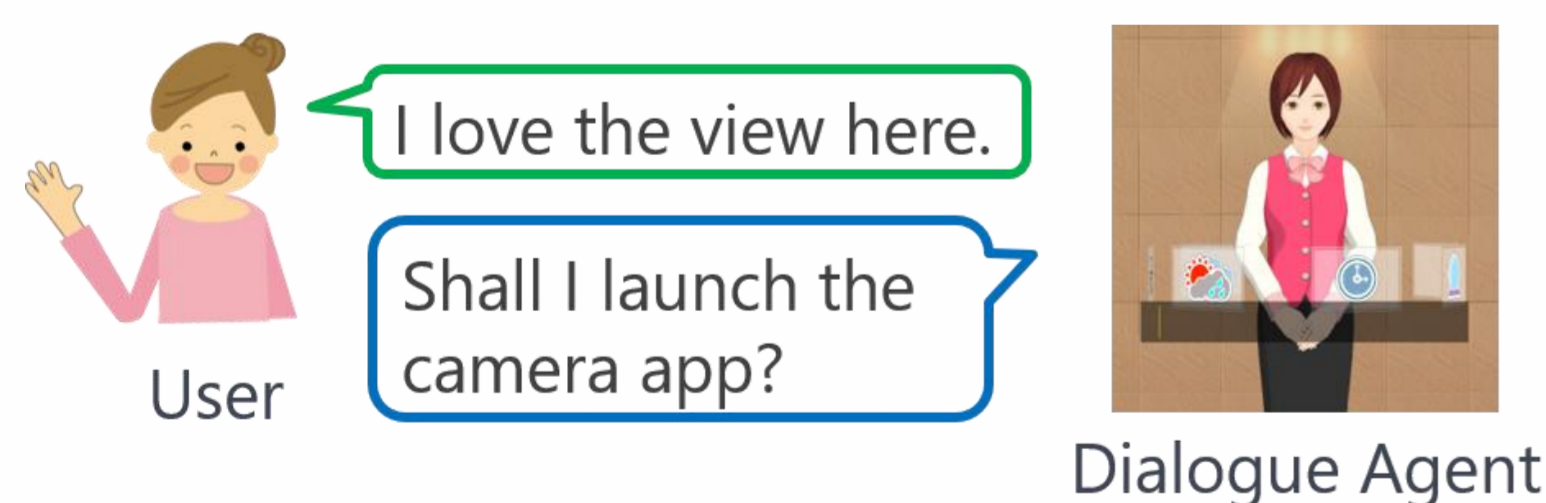 I love the view here.
Shall I launch the
camera app?
User
Dialogue Agent